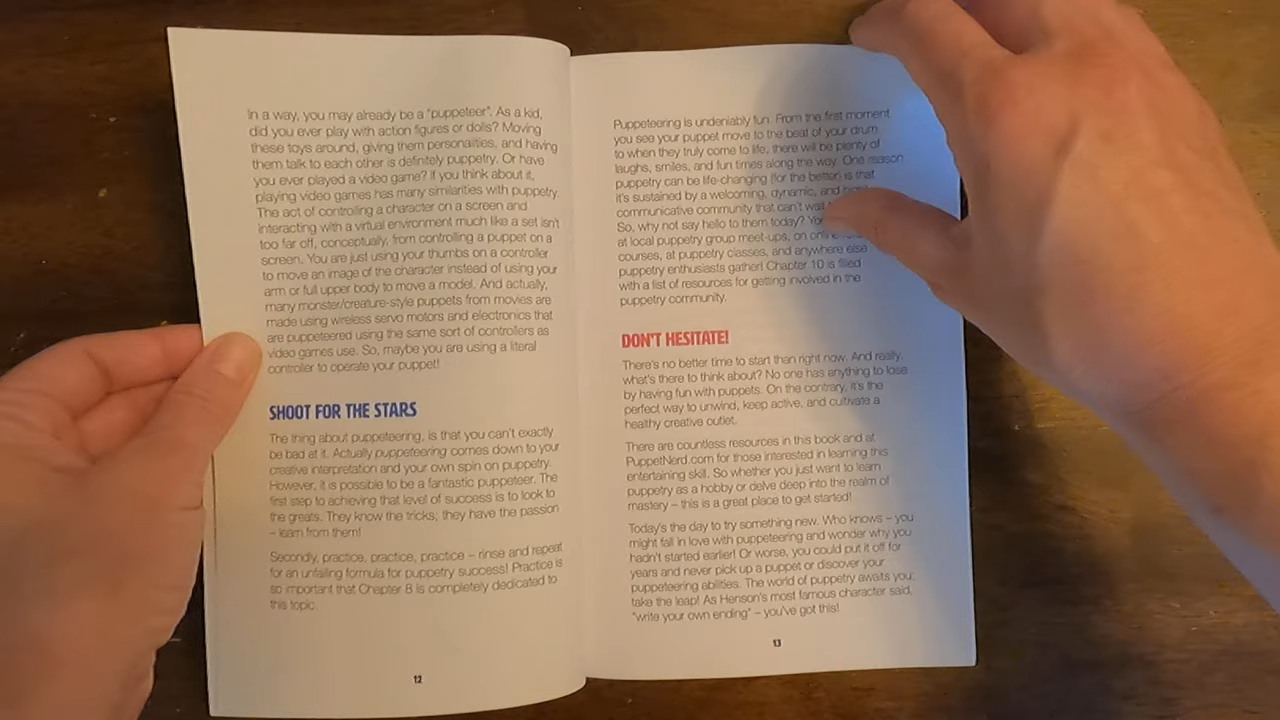 In a way, you may already be a "puppeteer". As a kid,
did you ever play with action figures or dolls? Moving
these toys around, giving them personalities, and having
them talk to each other is definitely puppetry. Or have
you ever played a video game? If you think about it,
playing video games has many similarities with puppetry.
The act of controlling a character on a screen and
interacting with a virtual environment much like a set isn't
too far off, conceptually, from controlling a puppet on a
screen. You are just using your thumbs on a controller
to move an image of the character instead of using your
arm or full upper body to move a model. And actually,
many monster/creature-style puppets from movies are
made using wireless servo motors and electronics that
are puppeteered using the same sort of controllers as
video games use. So, maybe you are using a literal
controller to operate your puppet!
SHOOT FOR THE STARS
The thing about puppeteering, is that you can't exactly
be bad at it. Actually puppeteering comes down to your
creative interpretation and your own spin on puppetry.
However, it is possible to be a fantastic puppeteer. The
first step to achieving that level of success is to look to
the greats. They know the tricks; they have the passion
– learn from them!
Secondly, practice, practice, practice – rinse and repeat
for an unfailing formula for puppetry success! Practice is
so important that Chapter 8 is completely dedicated to
this topic.
12
Puppeteering is undeniably fun. From the first moment
you see your puppet move to the beat of your drum
to when they truly come to life, there will be plenty of
laughs, smiles, and fun times along the way. One reason
puppetry can be life-changing (for the better) is that
it's sustained by a welcoming, dynamic, and
communicative community that can't wait
So, why not say hello to them today?
at local puppetry group meet-ups, on
courses, at puppetry classes, and anywhere else
puppetry enthusiasts gather! Chapter 10 is filled
with a list of resources for getting involved in the
puppetry community.
DON'T HESITATE!
There's no better time to start than right now. And really,
what's there to think about? No one has anything to lose
by having fun with puppets. On the contrary, it's the
perfect way to unwind, keep active, and cultivate a
healthy creative outlet.
There are countless resources in this book and at
PuppetNerd.com for those interested in learning this
entertaining skill. So whether you just want to learn
puppetry as a hobby or delve deep into the realm of
mastery – this is a great place to get started!
Today's the day to try something new. Who knows – you
might fall in love with puppeteering and wonder why you
hadn't started earlier! Or worse, you could put it off for
years and never pick up a puppet or discover your
puppeteering abilities. The world of puppetry awaits you;
take the leap! As Henson's most famous character said,
"write your own ending" – you've got this!
13